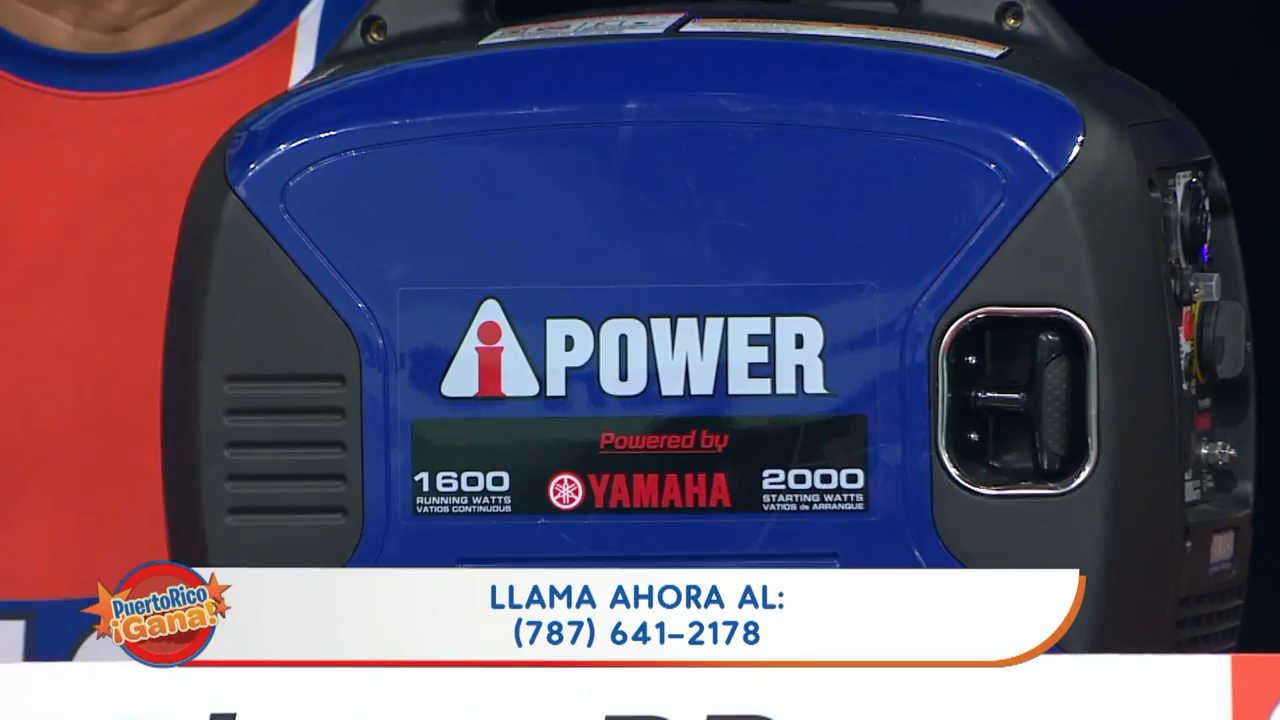 iPOWER
Powered by
1600
RUNNING WATTS
VATIOS CONTINUOUS
YAMAHA
2000
STARTING WATTS
VATIOS de ARRANQUE
PuertoRico
¡Gana!
LLAMA AHORA AL:
(787) 641-2178